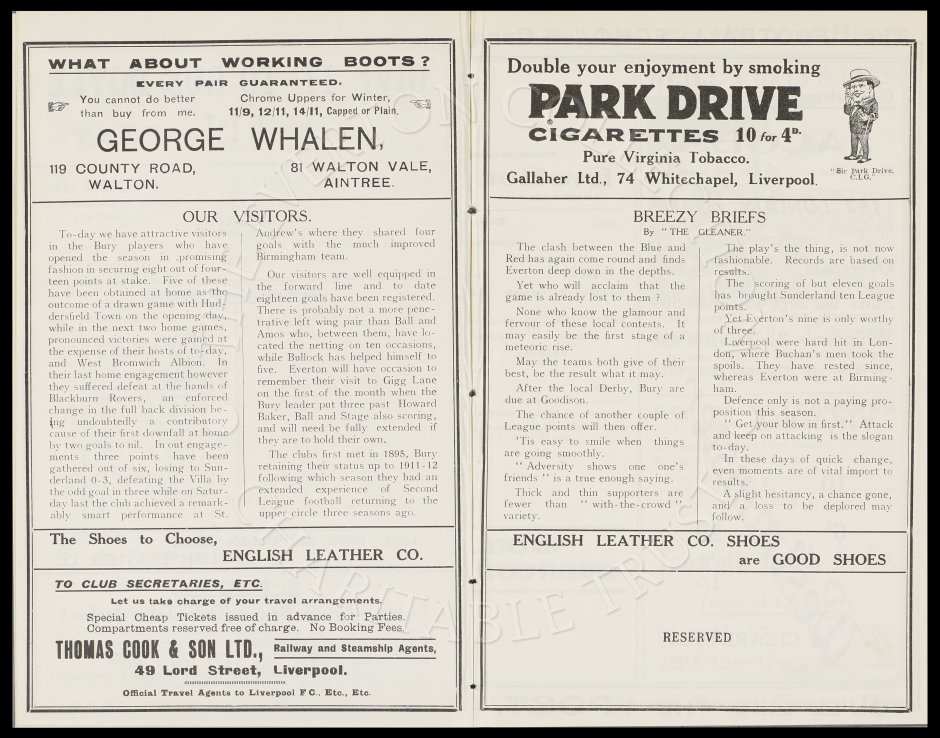 WHAT ABOUT WORKING BOOTS?
EVERY PAIR GUARANTEED.
You cannot do better
than buy from me.
Chrome Uppers for Winter,
11/9, 12/11, 14/11, Capped or Plain.
GEORGE WHALEN,
119 COUNTY ROAD,
WALTON.
81 WALTON VALE,
AINTREE.
OUR VISITORS.
To-day we have attractive visitors
in the Bury players who have
opened the season in promising
fashion in securing eight out of four-
teen points at stake. Five of these
have been obtained at home as the
outcome of a drawn game with Hud-
dersfield Town on the opening day,
while in the next two home games,
pronounced victories were gained at
the expense of their hosts of to-day,
and West Bromwich Albion. In
their last home engagement however
they suffered defeat at the hands of
Blackburn Rovers, an enforced
change in the full back division be-
ing undoubtedly a contributory
cause of their first downfall at home
by two goals to nil. In out engage-
ments three points have been
gathered out of six, losing to Sun-
derland 0-3, defeating the Villa by
the odd goal in three while on Satur-
day last the club achieved a remark-
ably smart performance at St.
Andrew's where they shared four
goals with the much improved
Birmingham team.
Our visitors are well equipped in
the forward line and to date
eighteen goals have been registered.
There is probably not a more pene-
trative left wing pair than Ball and
Amos who, between them, have lo-
cated the netting on ten occasions,
while Bullock has helped himself to
five. Everton will have occasion to
remember their visit to Gigg Lane
on the first of the month when the
Bury leader put three past Howard
Baker, Ball and Stage also scoring,
and will need be fully extended if
they are to hold their own.
The clubs first met in 1895, Bury
retaining their status up to 1911-12
following which season they had an
extended experience of Second
League football returning to the
upper circle three seasons ago.
The Shoes to Choose,
ENGLISH LEATHER CO.
TO CLUB SECRETARIES, ETC.
Let us take charge of your travel arrangements.
Special Cheap Tickets issued in advance for Parties.
Compartments reserved free of charge. No Booking Fees.
THOMAS COOK & SON LTD., Railway and Steamship Agents,
49 Lord Street, Liverpool.
Official Travel Agents to Liverpool F C., Etc., Etc.
Double your enjoyment by smoking
PARK DRIVE
CIGARETTES 10 for 4D.
Pure Virginia Tobacco.
Gallaher Ltd., 74 Whitechapel, Liverpool.
"Sir Park Drive,
C.I.G."
BREEZY BRIEFS
By "THE GLEANER."
The clash between the Blue and
Red has again come round and finds
Everton deep down in the depths.
Yet who will acclaim that the
game is already lost to them ?
None who know the glamour and
fervour of these local contests. It
may easily be the first stage of a
meteoric rise.
May the teams both give of their
best, be the result what it may.
After the local Derby, Bury are
due at Goodison.
The chance of another couple of
League points will then offer.
'Tis easy to smile when things
are going smoothly.
"Adversity shows one one's
friends" is a true enough saying.
Thick and thin supporters are
fewer than "with-the-crowd"
variety.
The play's the thing, is not now
fashionable. Records are based on
results.
The scoring of but eleven goals
has brought Sunderland ten League
points.
Yet Everton's nine is only worthy
of three.
Liverpool were hard hit in Lon-
don, where Buchan's men took the
spoils. They have rested since,
whereas Everton were at Birming-
ham.
Defence only is not a paying pro-
position this season.
"Get your blow in first." Attack
and keep on attacking is the slogan
to-day.
In these days of quick change,
even moments are of vital import to
results.
A slight hesitancy, a chance gone,
and a loss to be deplored may
follow.
ENGLISH LEATHER CO. SHOES
are GOOD SHOES
RESERVED